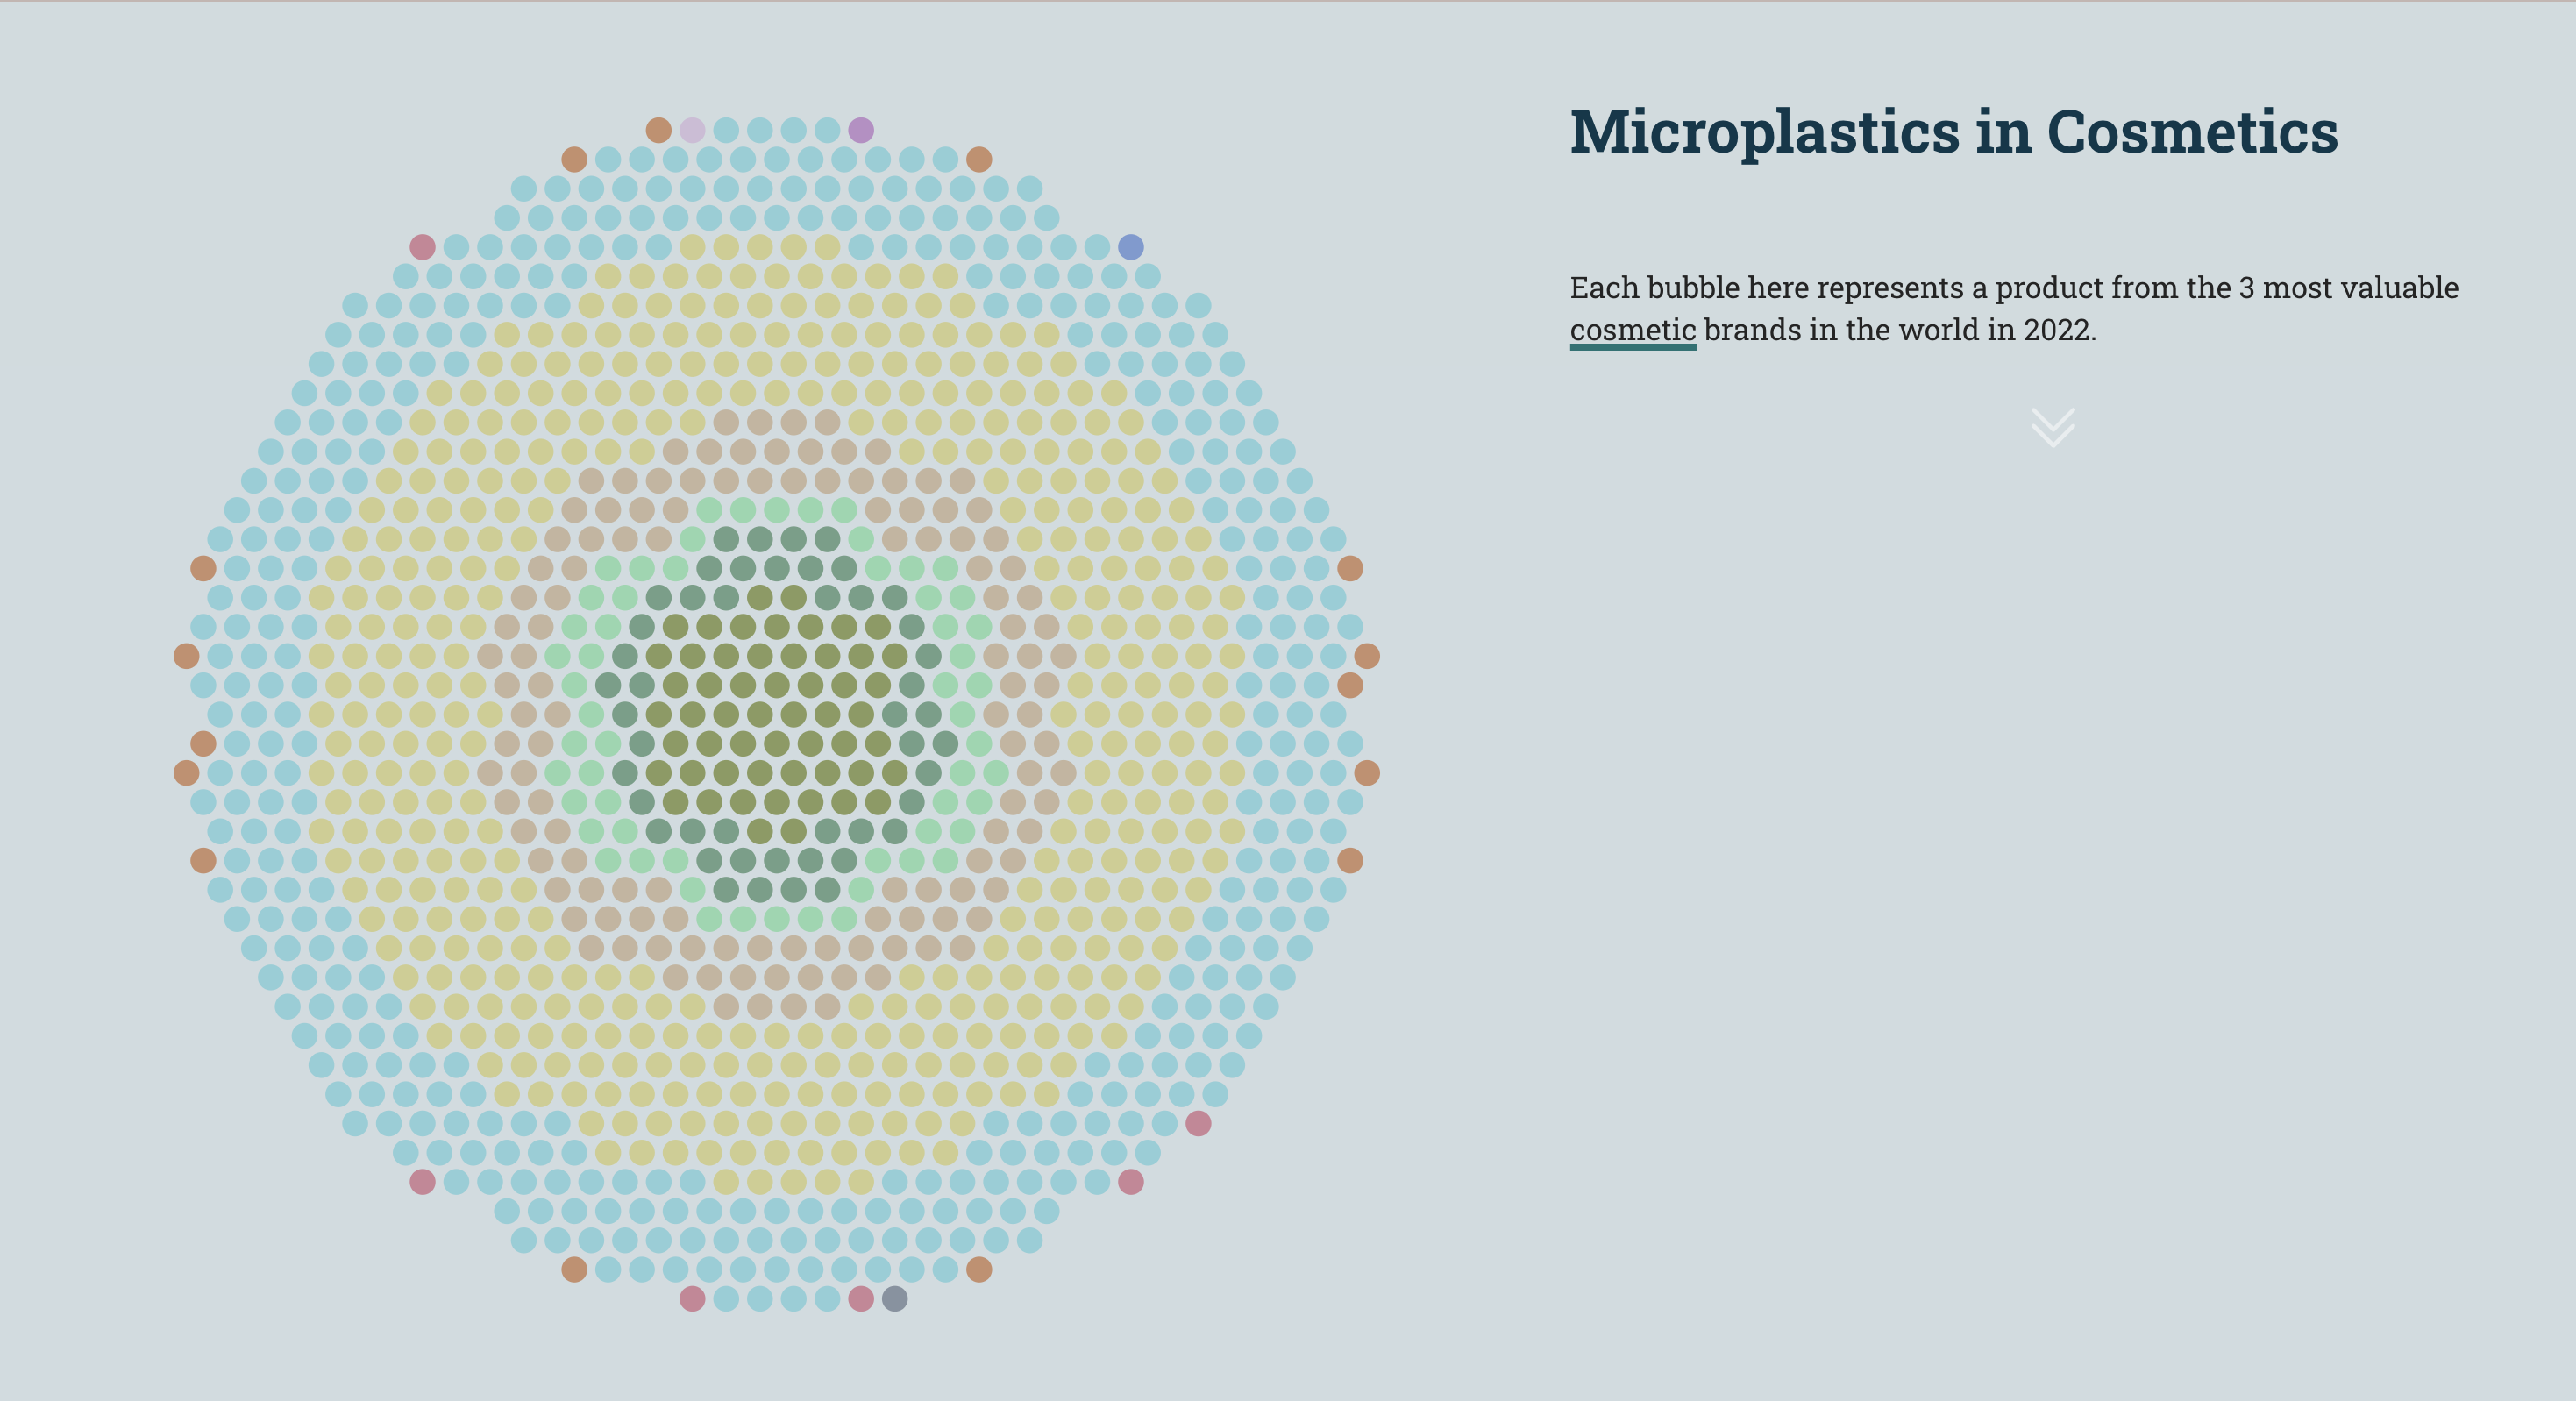 Microplastics in Cosmetics
Each bubble here represents a product from the 3 most valuable
cosmetic brands in the world in 2022.